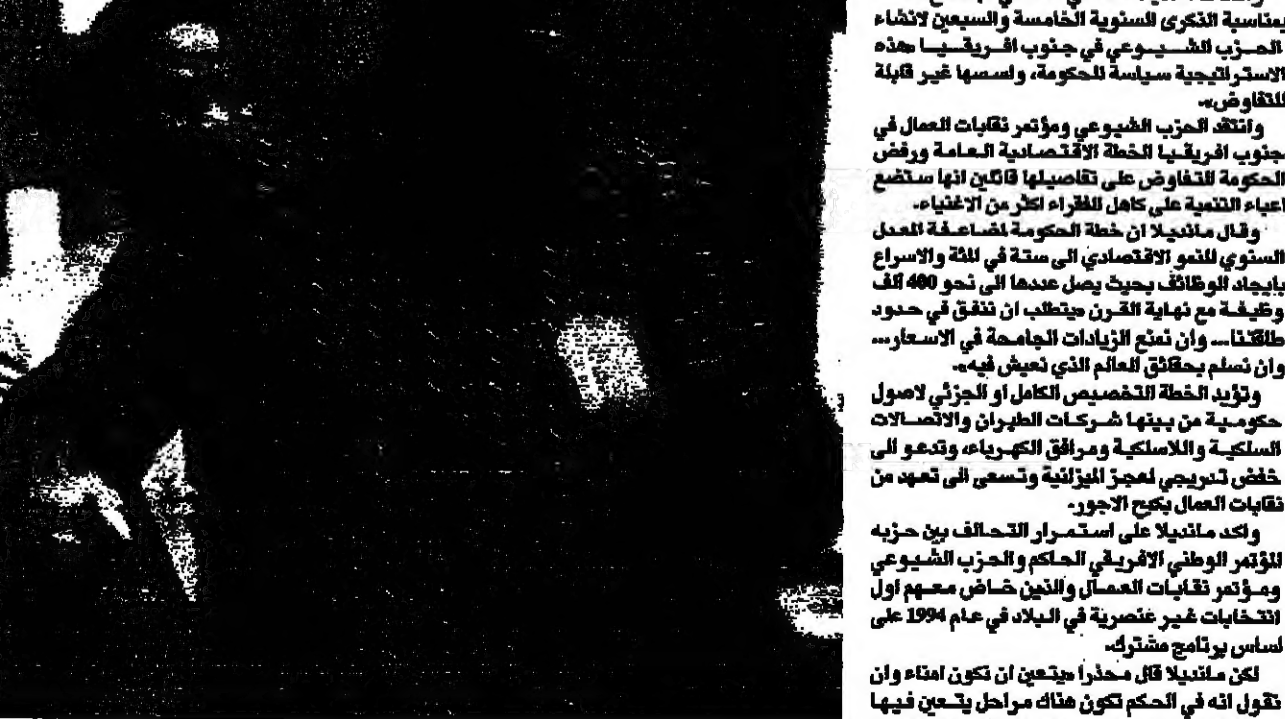 بمناسبة الذكرى السنوية الخامسة والسبعين لانشاء
الحزب الشيوعي في جنوب افريقيا «هذه
الاستراتيجية سياسة للحكومة، واسسها غير قابلة
للتفاوض».
وانتقد الحزب الشيوعي ومؤتمر نقابات العمال في
جنوب افريقيا الخطة الاقتصادية العامة ورفض
الحكومة التفاوض على تفاصيلها قائلين انها ستضع
اعباء التنمية على كاهل الفقراء اكثر من الاغنياء.
وقال مانديلا ان خطة الحكومة لمضاعفة المعدل
السنوي للنمو الاقتصادي الى ستة في المئة والاسراع
بايجاد الوظائف بحيث يصل عددها الى نحو 400 الف
وظيفة مع نهاية القرن «يتطلب ان ننفق في حدود
طاقتنا... وان نمنع الزيادات الجامحة في الاسعار...
وان نسلم بحقائق العالم الذي نعيش فيه».
وتؤيد الخطة التخصيص الكامل او الجزئي لاصول
حكومية من بينها شركات الطيران والاتصالات
السلكية واللاسلكية ومرافق الكهرباء، وتدعو الى
خفض تدريجي لعجز الميزانية وتسعى الى تعهد من
نقابات العمال بكبح الاجور.
واكد مانديلا على استمرار التحالف بين حزبه
المؤتمر الوطني الافريقي الحاكم والحزب الشيوعي
ومؤتمر نقابات العمال والذين خاض معهم اول
انتخابات غير عنصرية في البلاد في عام 1994 على
اساس برنامج مشترك.
لكن مانديلا قال محذرا «يتعين ان نكون امناء وان
نقول انه في الحكم تكون هناك مراحل يتعين فيها